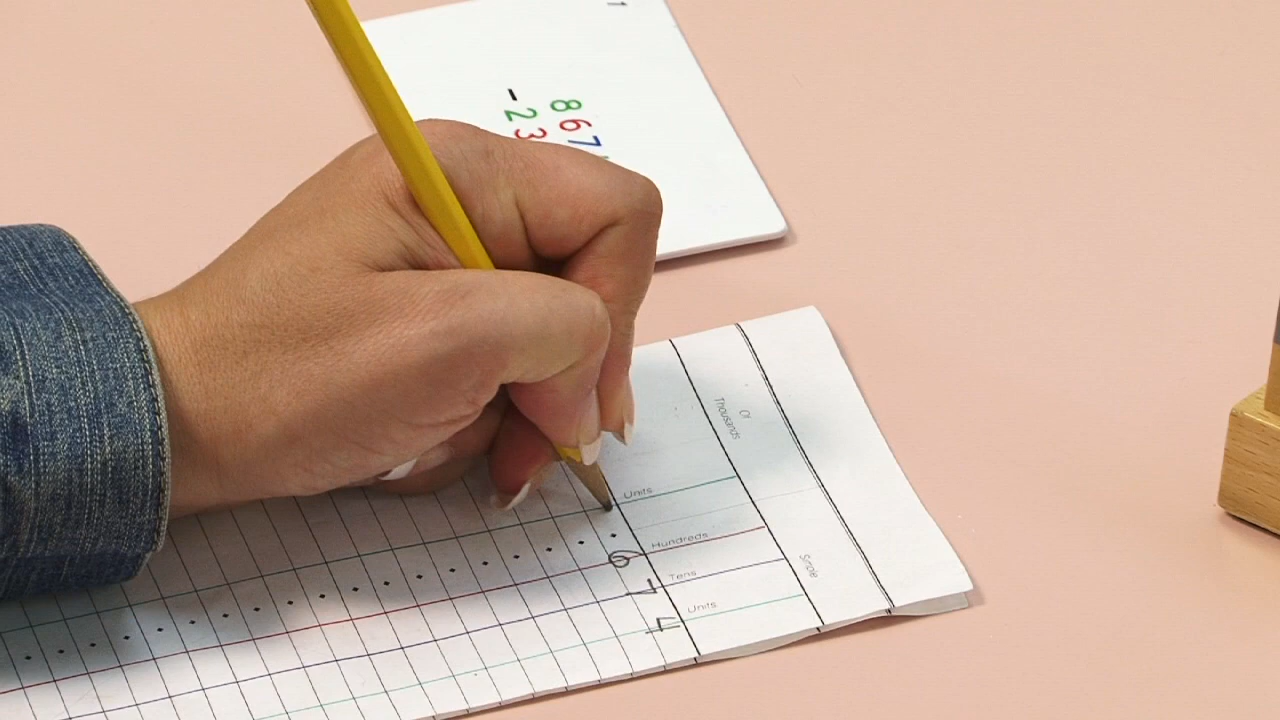 1
867
- 23
Of
Thousands Simple
Units Hundreds Tens Units
6 7 4